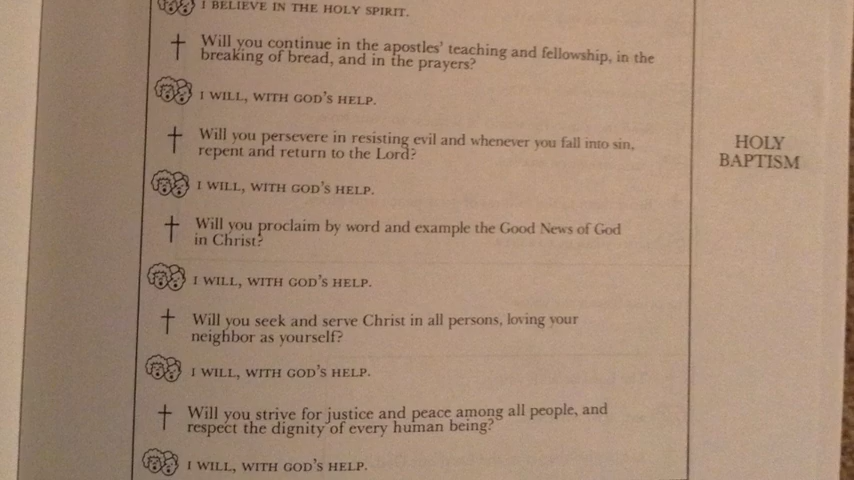 I BELIEVE IN THE HOLY SPIRIT.
Will you continue in the apostles' teaching and fellowship, in the
breaking of bread, and in the prayers?
I WILL, WITH GOD'S HELP.
Will you persevere in resisting evil and whenever you fall into sin,
repent and return to the Lord?
I WILL, WITH GOD'S HELP.
Will you proclaim by word and example the Good News of God
in Christ?
I WILL, WITH GOD'S HELP.
Will you seek and serve Christ in all persons, loving your
neighbor as yourself?
I WILL, WITH GOD'S HELP.
Will you strive for justice and peace among all people, and
respect the dignity of every human being?
I WILL, WITH GOD'S HELP.
HOLY
BAPTISM